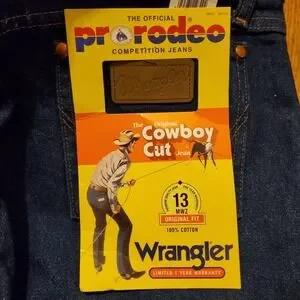 THE OFFICIAL
prorodeo
COMPETITION JEANS
Wrangler
The Original
Cowboy
Cut Jean
13
MWZ
ORIGINAL FIT
100% COTTON
Wrangler
LIMITED 1 YEAR WARRANTY